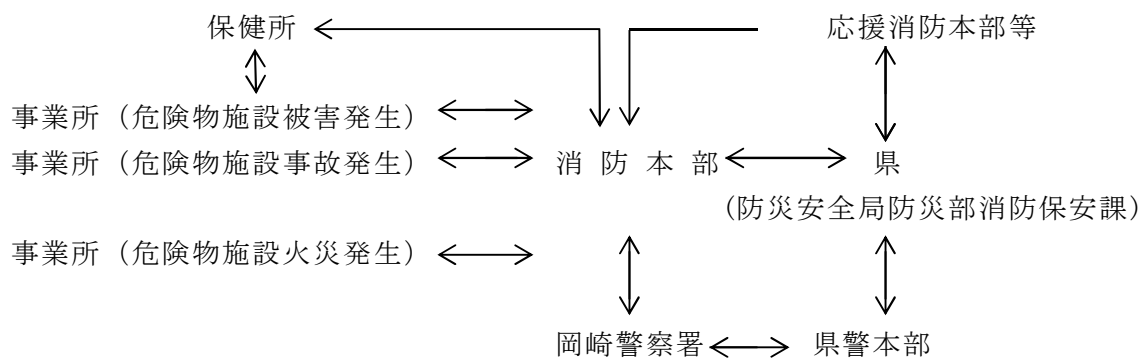 保健所　応援消防本部等
事業所（危険物施設被害発生）
事業所（危険物施設事故発生）　消 防 本 部　県
（防災安全局防災部消防保安課）
事業所（危険物施設火災発生）
岡崎警察署　県警本部